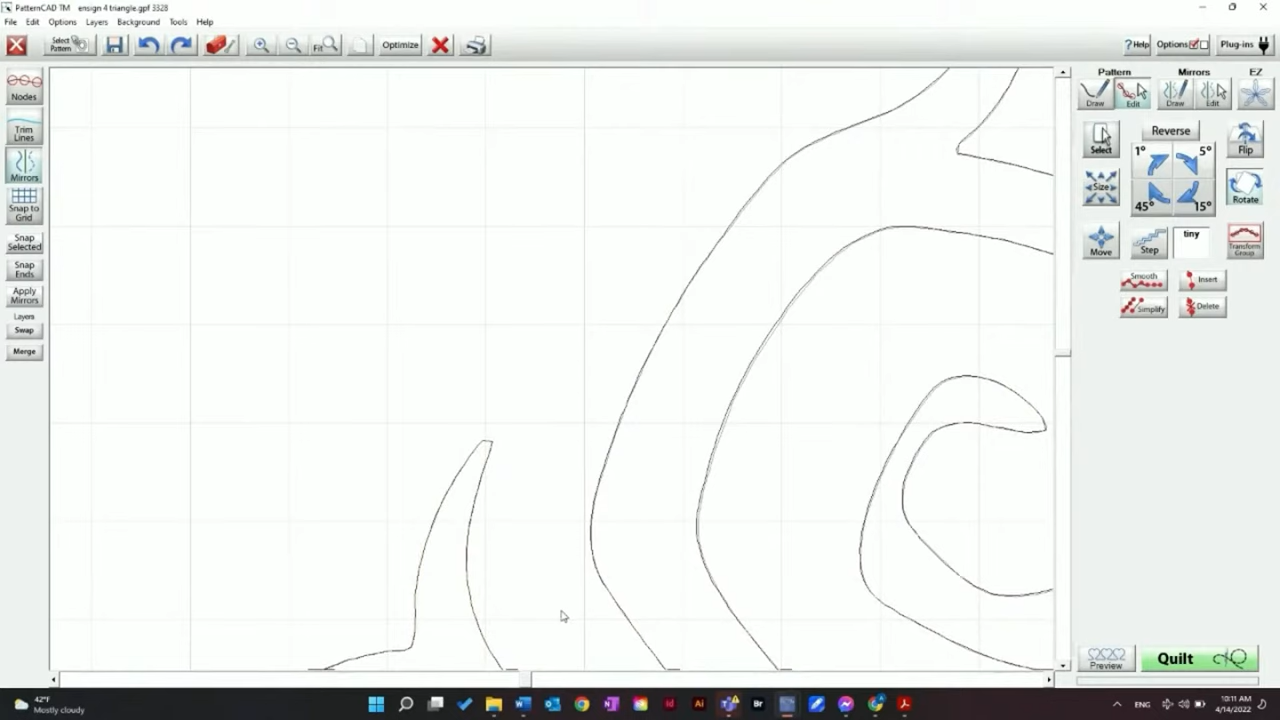 PatternCAD TM ensign 4 triangle.gpf 3328
File Edit Options Layers Background Tools Help
Select Pattern
Fit
Optimize
?Help
Options
Plug-ins
Nodes
Trim Lines
Mirrors
Snap to Grid
Snap Selected
Snap Ends
Apply Mirrors
Layers
Swap
Merge
Pattern Mirrors EZ
Draw Edit Draw Edit
Select
Reverse
1° 5°
45° 15°
Flip
Size
Rotate
Move
Step
tiny
Transform Group
Smooth
Insert
Simplify
Delete
Preview
Quilt
42°F
Mostly cloudy
ENG
10:11 AM
4/14/2022